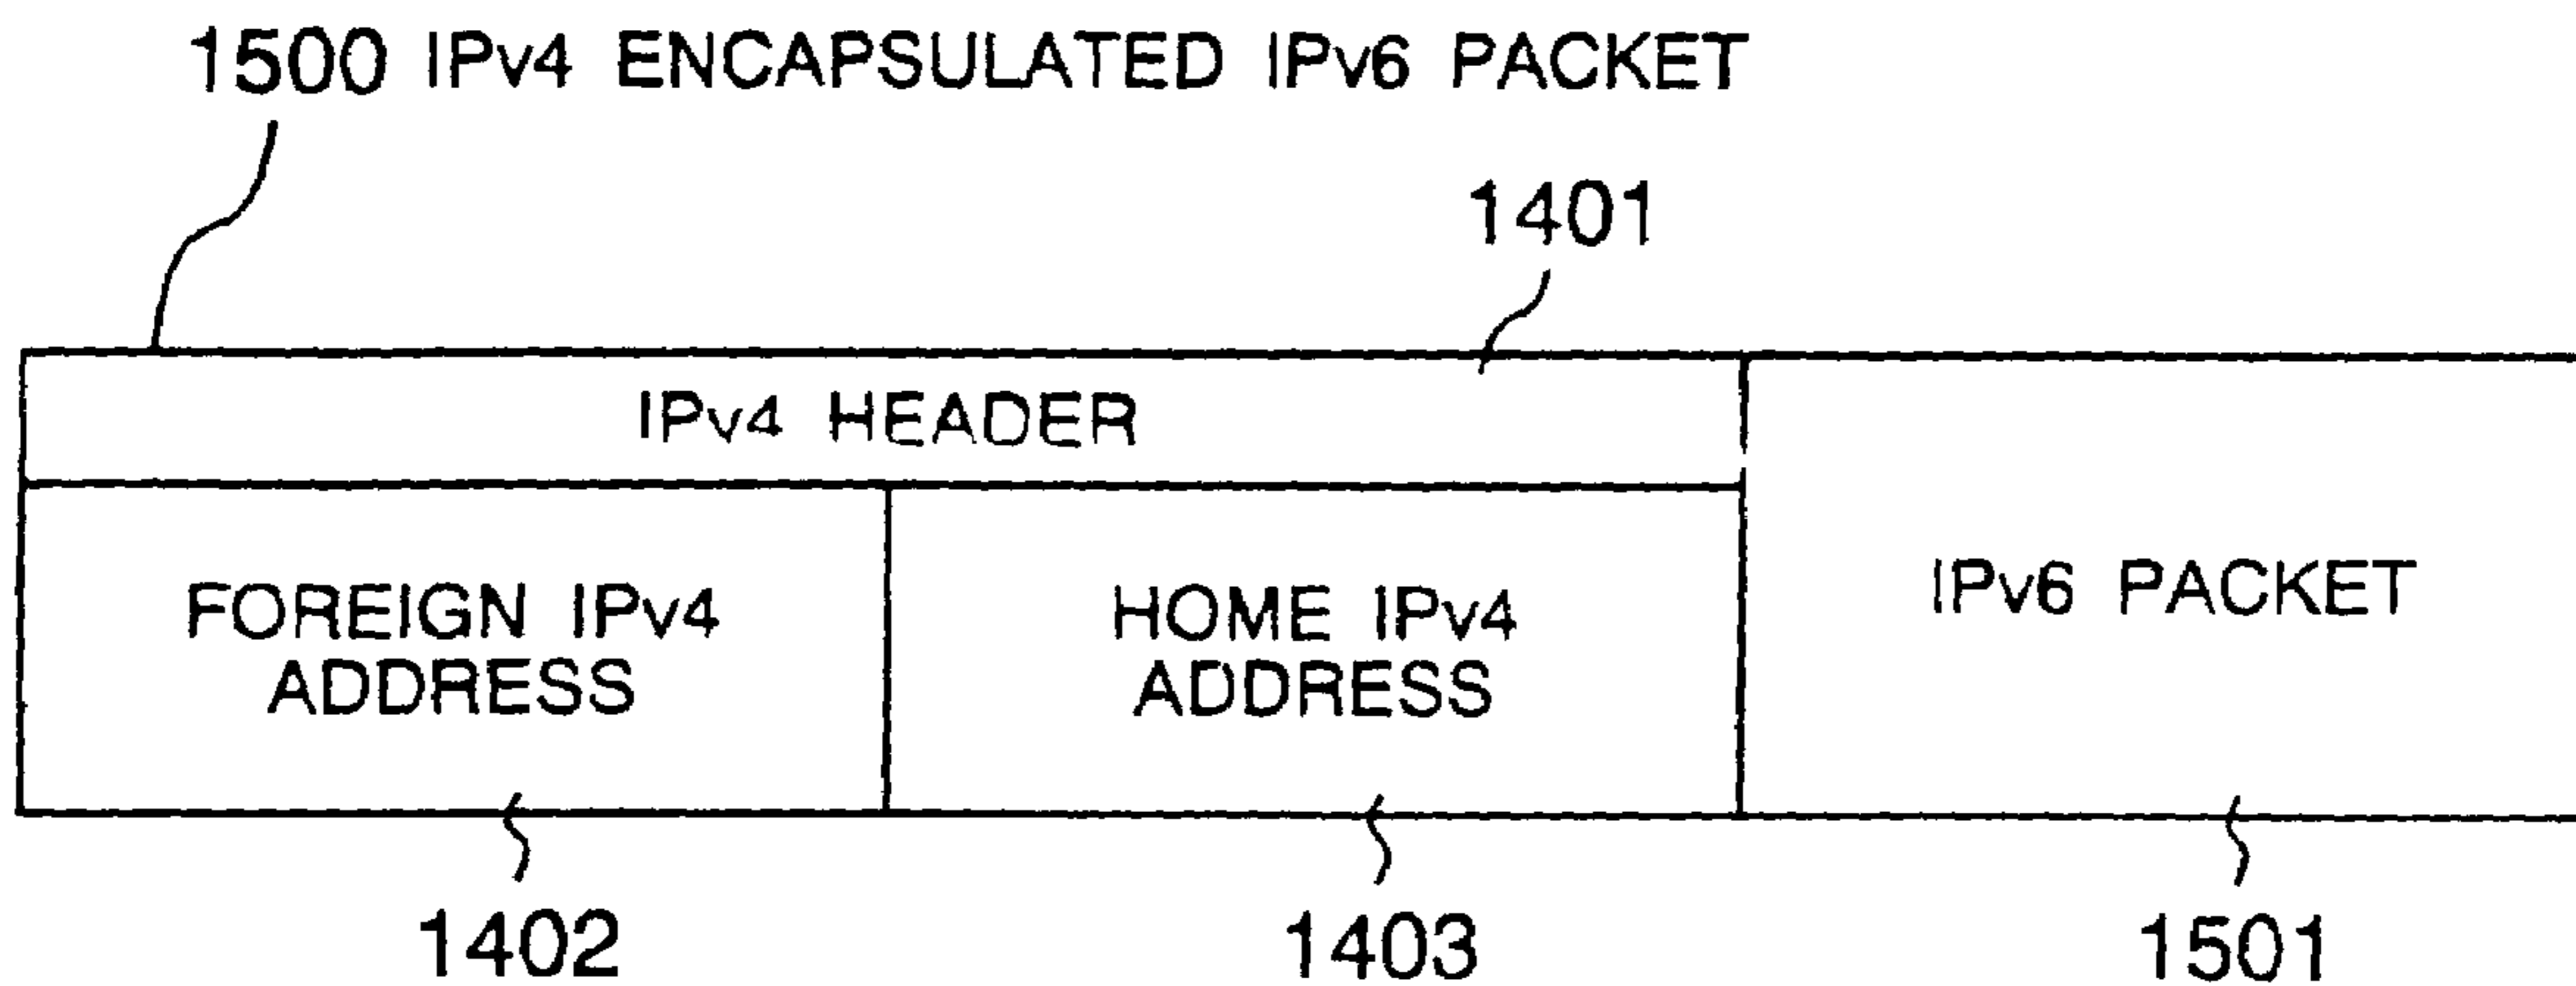 1500 IPv4 ENCAPSULATED IPv6 PACKET
1401
IPv4 HEADER
FOREIGN IPv4
ADDRESS
HOME IPv4
ADDRESS
IPv6 PACKET
1402
1403
1501